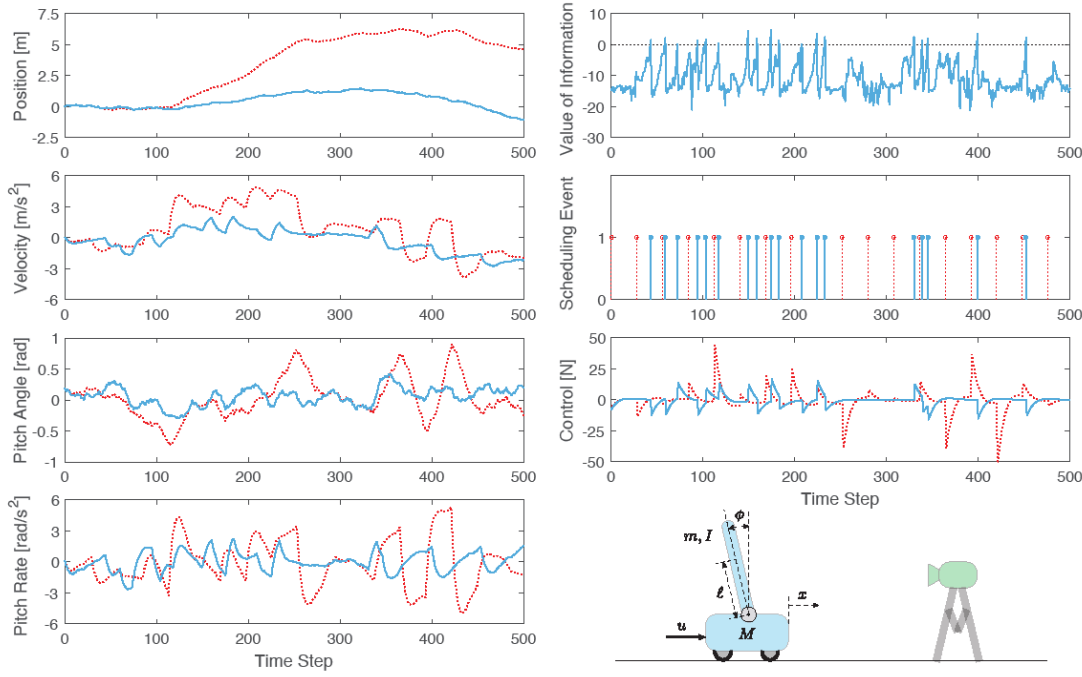 Position [m]
7.5
5
2.5
0
-2.5
0 100 200 300 400 500
Value of Information
10
0
-10
-20
-30
0 100 200 300 400 500
Velocity [m/s²]
6
3
0
-3
-6
0 100 200 300 400 500
Scheduling Event
1
0
0 100 200 300 400 500
Pitch Angle [rad]
1
0.5
0
-0.5
-1
0 100 200 300 400 500
Control [N]
50
25
0
-25
-50
0 100 200 300 400 500
Time Step
Pitch Rate [rad/s²]
6
3
0
-3
-6
0 100 200 300 400 500
Time Step
ϕ
m, I
ℓ
x
u
M